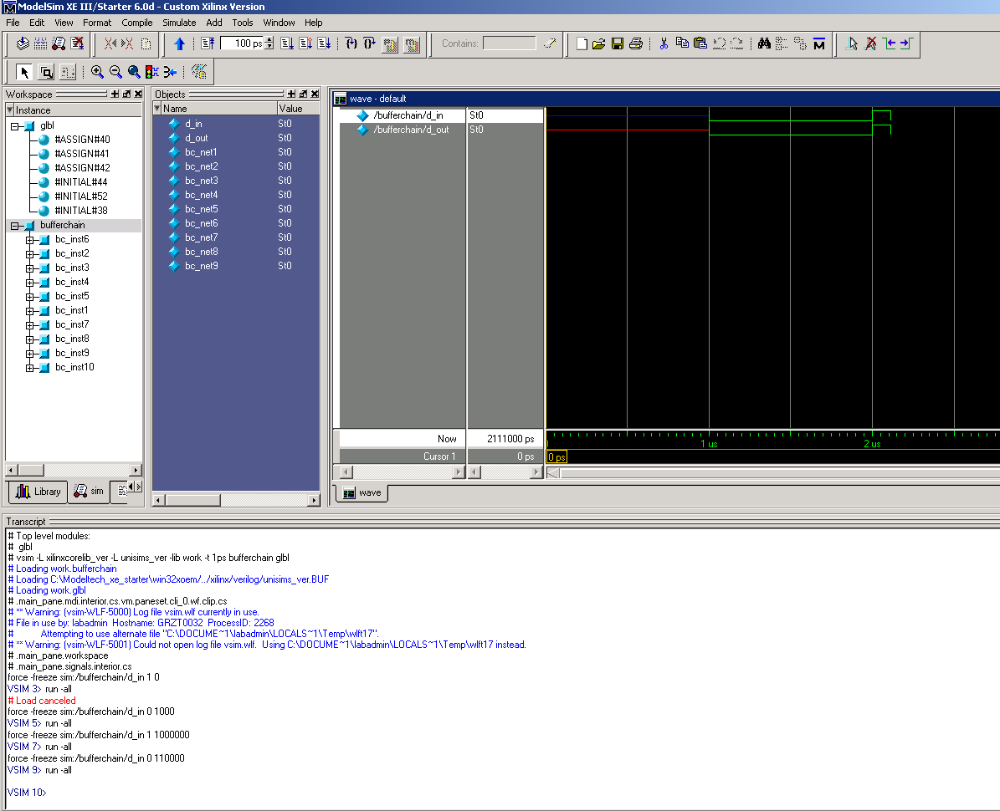 ModelSim XE III/Starter 6.0d - Custom Xilinx Version
File Edit View Format Compile Simulate Add Tools Window Help
100 ps Contains:
Workspace
Instance
glbl
#ASSIGN#40
#ASSIGN#41
#ASSIGN#42
#INITIAL#44
#INITIAL#52
#INITIAL#38
bufferchain
bc_inst6
bc_inst2
bc_inst3
bc_inst4
bc_inst5
bc_inst1
bc_inst7
bc_inst8
bc_inst9
bc_inst10
Library sim
Objects
Name Value
d_in St0
d_out St0
bc_net1 St0
bc_net2 St0
bc_net3 St0
bc_net4 St0
bc_net5 St0
bc_net6 St0
bc_net7 St0
bc_net8 St0
bc_net9 St0
wave - default
/bufferchain/d_in St0
/bufferchain/d_out St0
Now 2111000 ps 1 us 2 us
Cursor 1 0 ps 0 ps
wave
Transcript
# Top level modules:
# glbl
# vsim -L xilinxcorelib_ver -L unisims_ver -lib work -t 1ps bufferchain glbl
# Loading work.bufferchain
# Loading C:\Modeltech_xe_starter\win32xoem/../xilinx/verilog/unisims_ver.BUF
# Loading work.glbl
# .main_pane.mdi.interior.cs.vm.paneset.cli_0.wf.clip.cs
# ** Warning: (vsim-WLF-5000) Log file vsim.wlf currently in use.
# File in use by: labadmin Hostname: GRZT0032 ProcessID: 2268
# Attempting to use alternate file "C:\DOCUME~1\labadmin\LOCALS~1\Temp\wlft17".
# ** Warning: (vsim-WLF-5001) Could not open log file vsim.wlf. Using C:\DOCUME~1\labadmin\LOCALS~1\Temp\wlft17 instead.
# .main_pane.workspace
# .main_pane.signals.interior.cs
force -freeze sim:/bufferchain/d_in 1 0
VSIM 3> run -all
# Load canceled
force -freeze sim:/bufferchain/d_in 0 1000
VSIM 5> run -all
force -freeze sim:/bufferchain/d_in 1 1000000
VSIM 7> run -all
force -freeze sim:/bufferchain/d_in 0 110000
VSIM 9> run -all
VSIM 10>